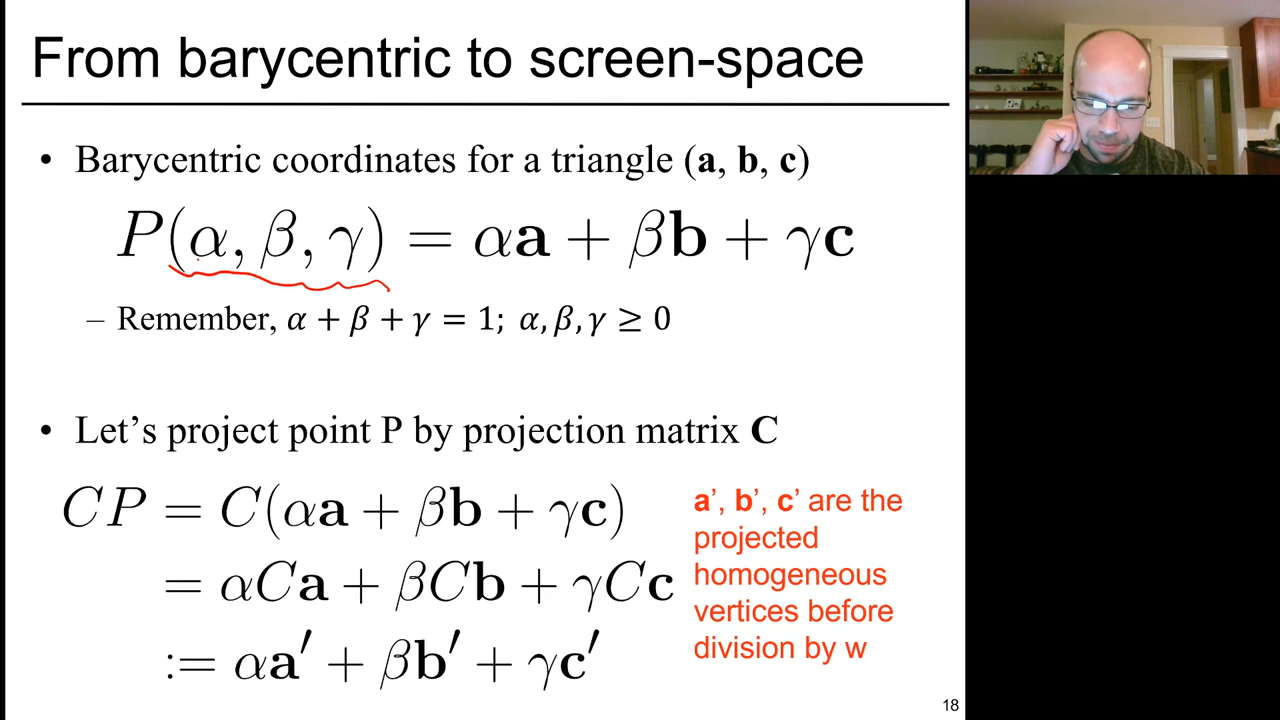 From barycentric to screen-space
• Barycentric coordinates for a triangle (a, b, c)
P(α, β, γ) = αa + βb + γc
– Remember, α + β + γ = 1; α, β, γ ≥ 0
• Let’s project point P by projection matrix C
CP = C(αa + βb + γc)
= αCa + βCb + γCc
:= αa′ + βb′ + γc′
a’, b’, c’ are the
projected
homogeneous
vertices before
division by w
18